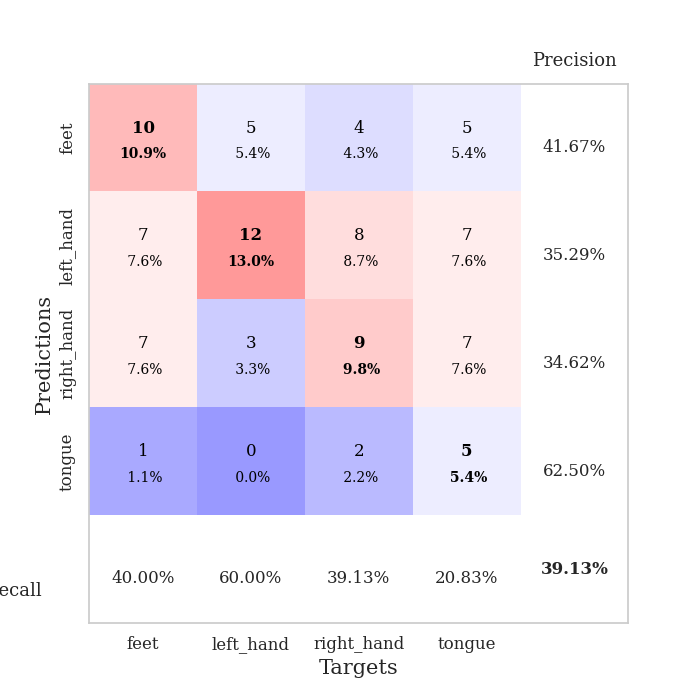 Precision
feet
10 5 4 5
10.9% 5.4% 4.3% 5.4%
41.67%
left_hand
7 12 8 7
7.6% 13.0% 8.7% 7.6%
35.29%
Predictions
right_hand
7 3 9 7
7.6% 3.3% 9.8% 7.6%
34.62%
tongue
1 0 2 5
1.1% 0.0% 2.2% 5.4%
62.50%
ecall
40.00% 60.00% 39.13% 20.83% 39.13%
feet left_hand right_hand tongue
Targets